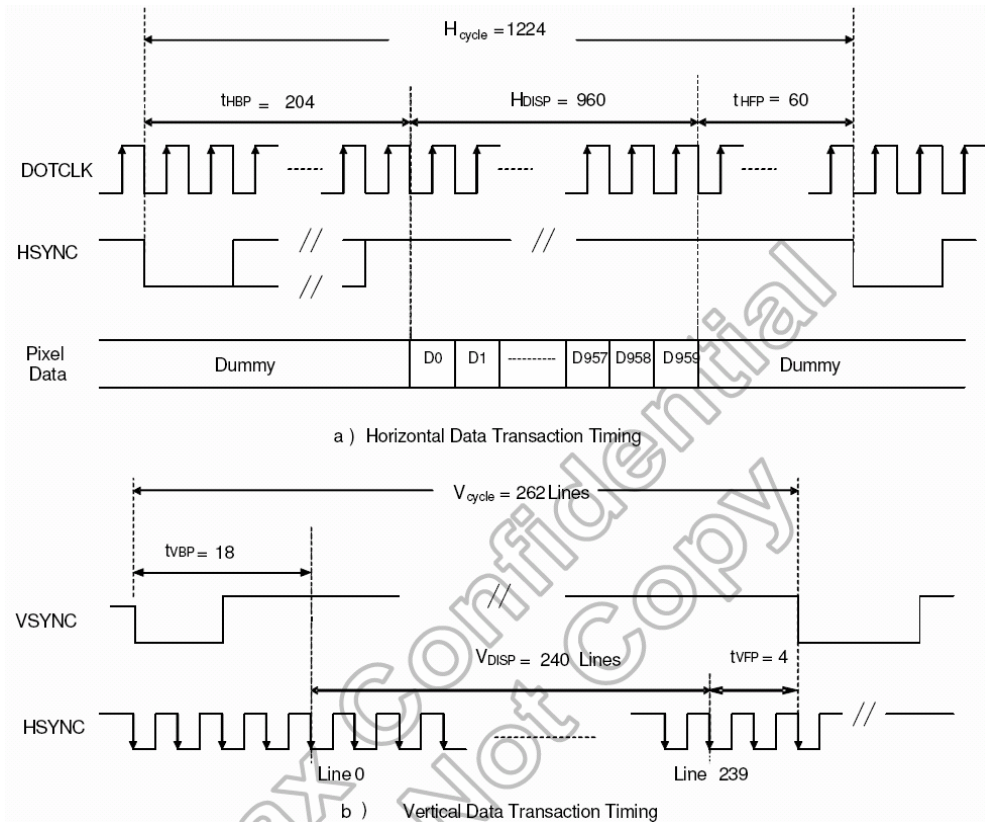 Hcycle =1224
tHBP = 204
HDISP = 960
tHFP = 60
DOTCLK
HSYNC
Pixel
Data
Dummy
D0
D1
D957
D958
D959
Dummy
a ) Horizontal Data Transaction Timing
Vcycle = 262 Lines
tVBP = 18
VSYNC
VDISP = 240 Lines
tVFP = 4
HSYNC
Line 0
Line 239
b ) Vertical Data Transaction Timing
Confidential
Not Copy